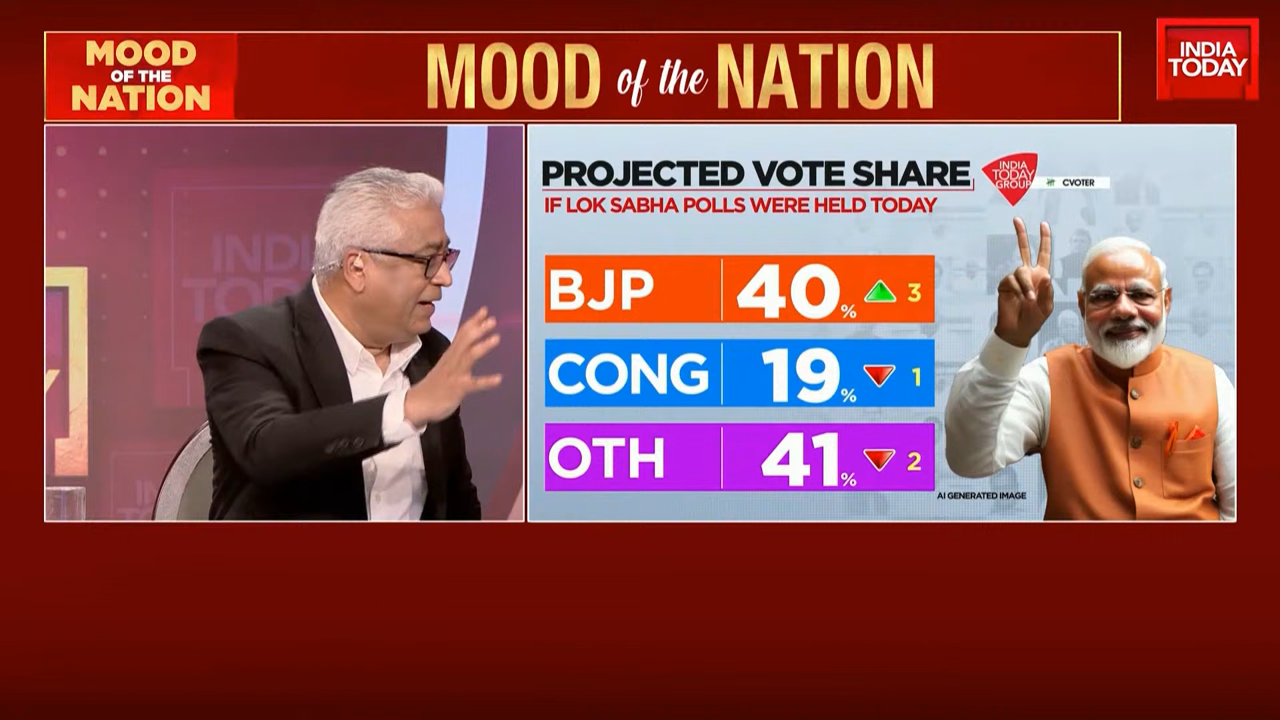 MOOD
OF THE
NATION
MOOD of the NATION
INDIA
TODAY
PROJECTED VOTE SHARE
IF LOK SABHA POLLS WERE HELD TODAY
INDIA
TODAY
GROUP
CVOTER
BJP 40% 3
CONG 19% 1
OTH 41% 2
AI GENERATED IMAGE